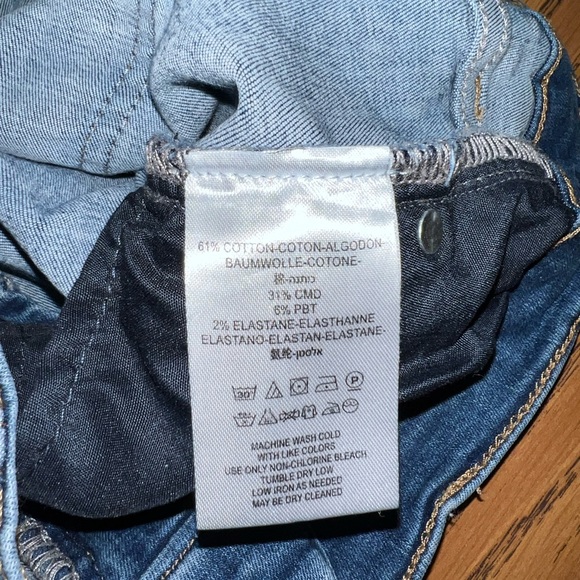 61% COTTON-COTON-ALGODON-
BAUMWOLLE-COTONE-
棉-כותנה
31% CMD
6% PBT
2% ELASTANE-ELASTHANNE
ELASTANO-ELASTAN-ELASTANE-
氨纶-אלסטן
30°
P
MACHINE WASH COLD
WITH LIKE COLORS
USE ONLY NON-CHLORINE BLEACH
TUMBLE DRY LOW
LOW IRON AS NEEDED
MAY BE DRY CLEANED